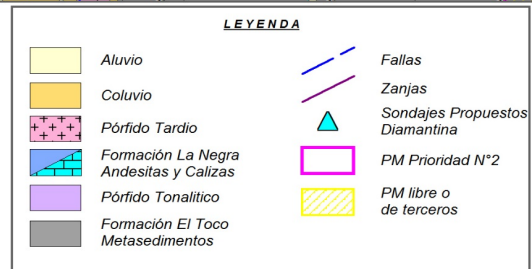 LEYENDA
Aluvio
Coluvio
Pórfido Tardio
Formación La Negra
Andesitas y Calizas
Pórfido Tonalitico
Formación El Toco
Metasedimentos
Fallas
Zanjas
Sondajes Propuestos
Diamantina
PM Prioridad N°2
PM libre o
de terceros